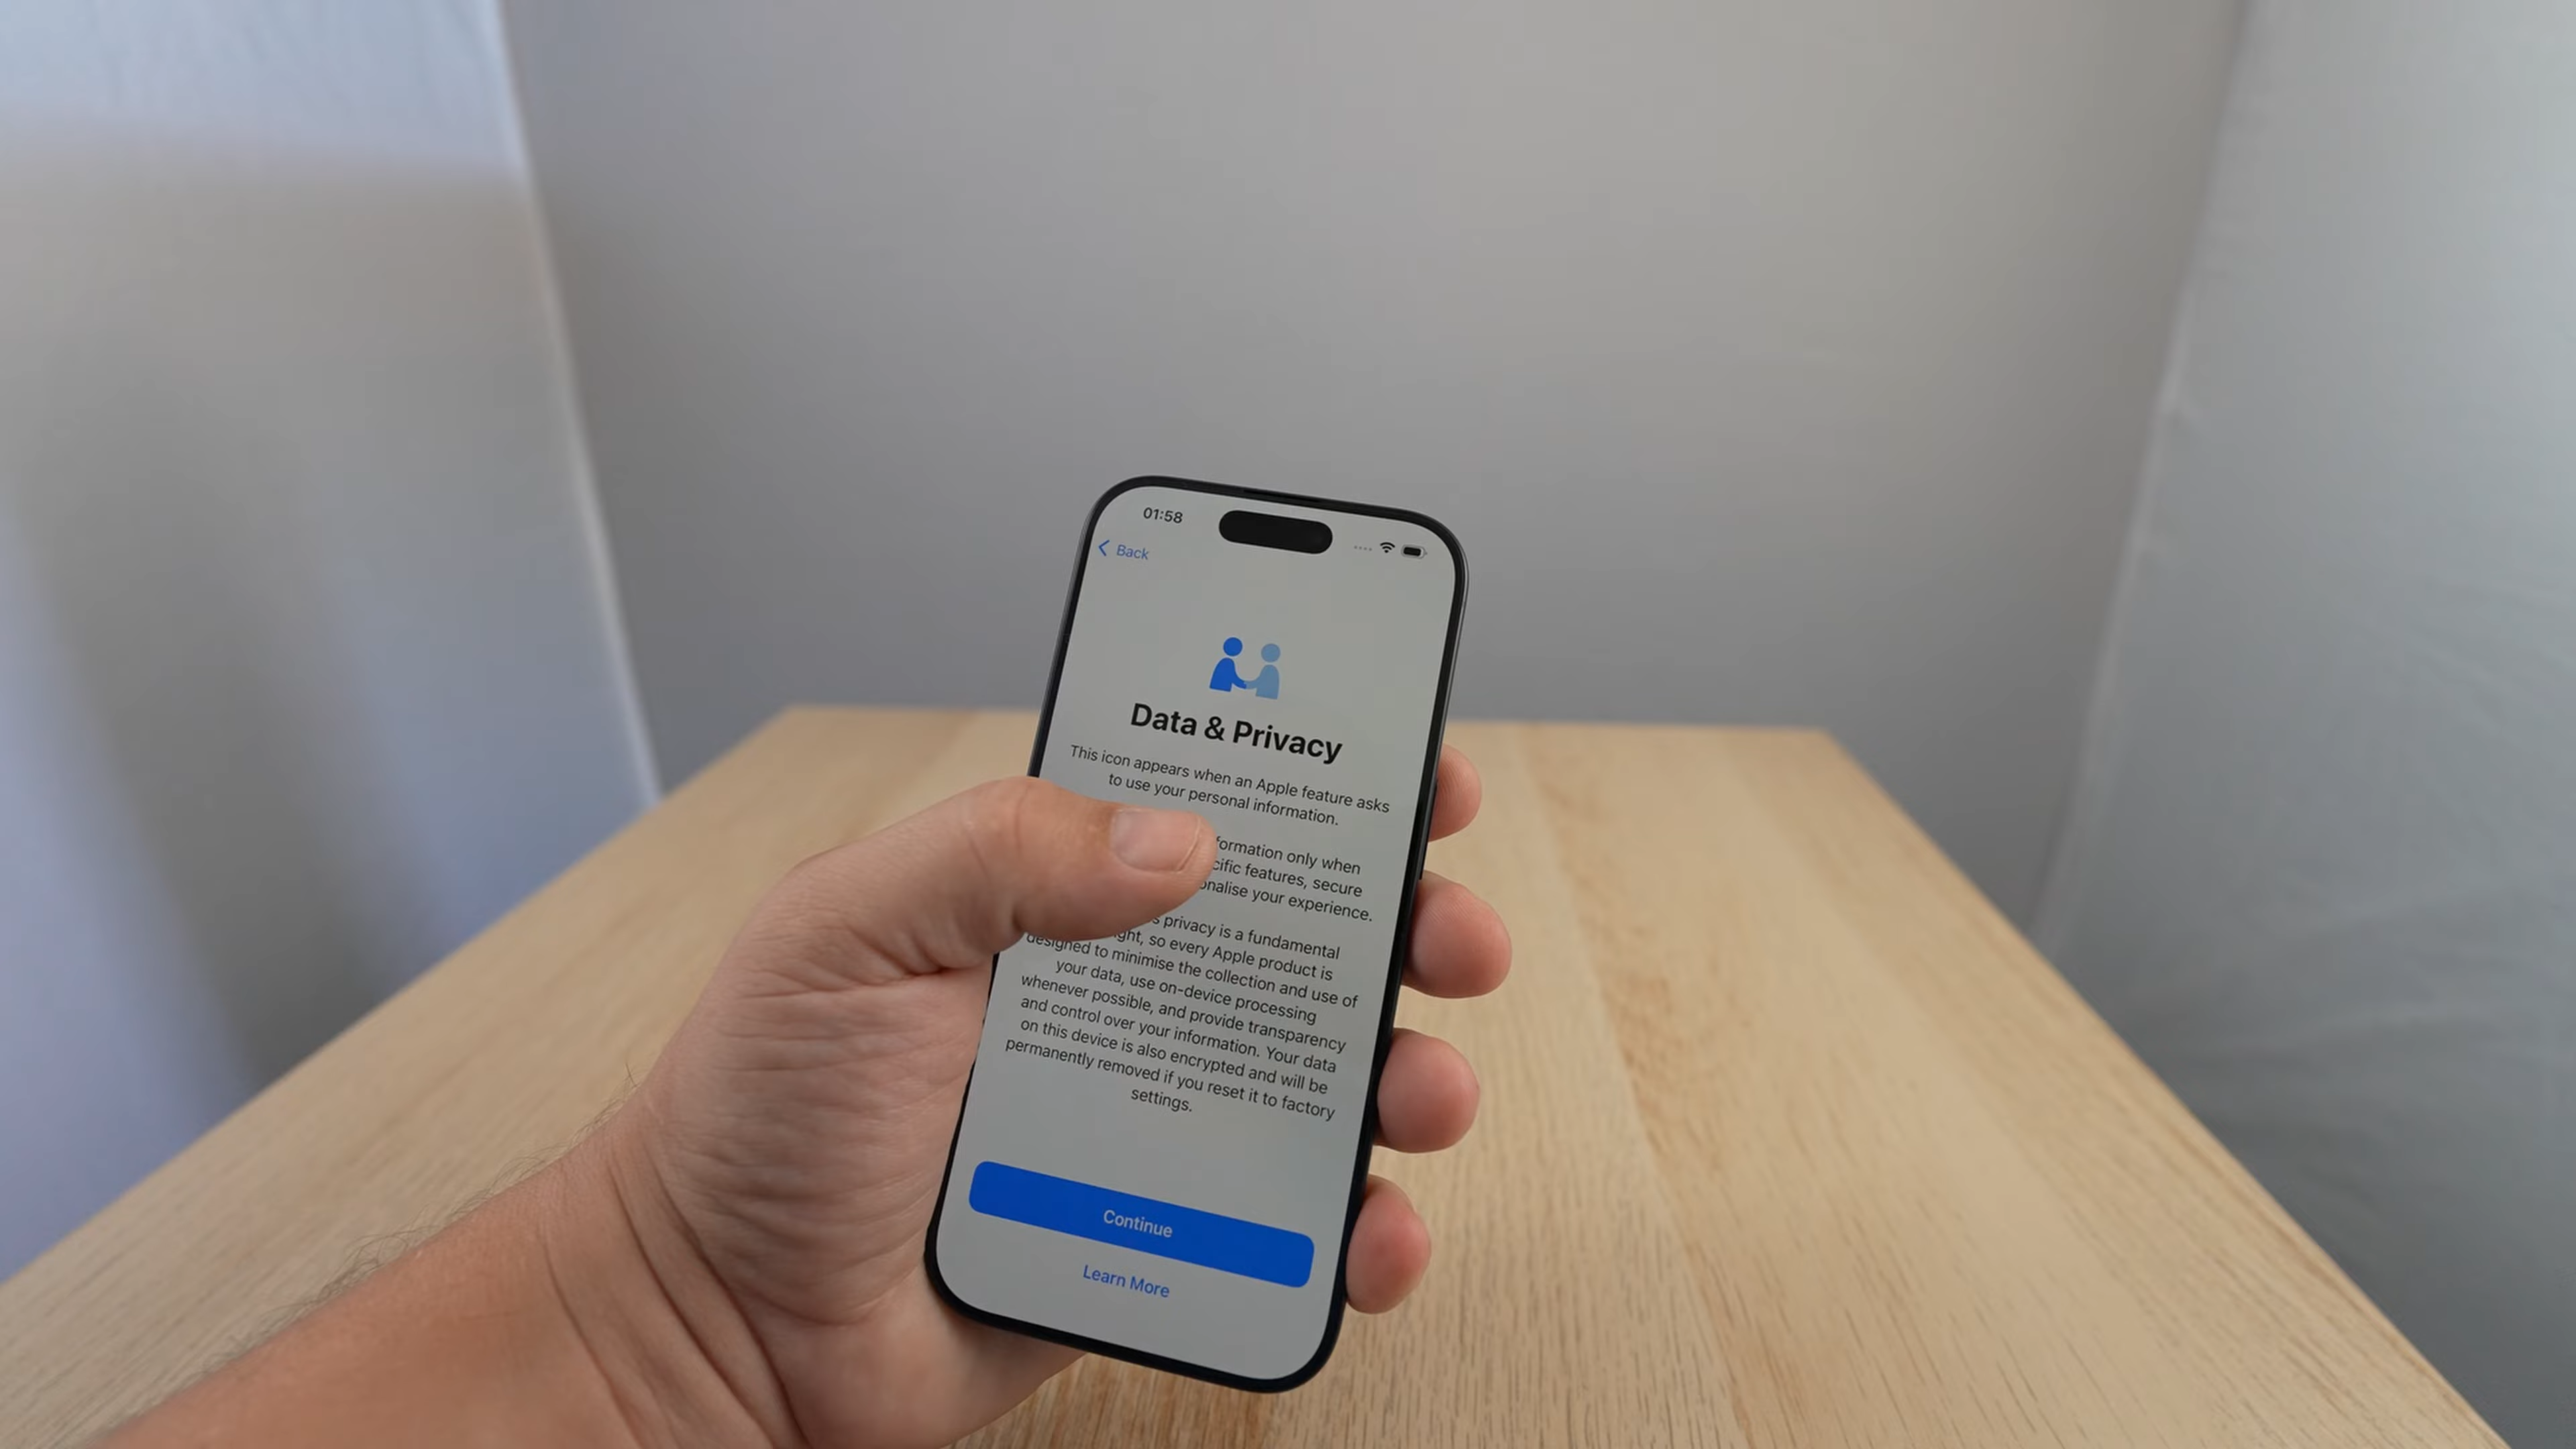 01:58
Back
Data & Privacy
This icon appears when an Apple feature asks
to use your personal information.
only when
features, secure
your experience.
privacy is a fundamental
so every Apple product is
designed to minimise the collection and use of
your data, use on-device processing
whenever possible, and provide transparency
and control over your information. Your data
on this device is also encrypted and will be
permanently removed if you reset it to factory
settings.
Continue
Learn More